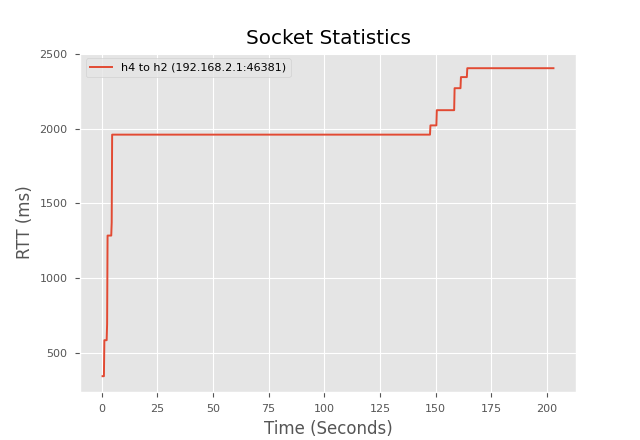 Socket Statistics
h4 to h2 (192.168.2.1:46381)
RTT (ms)
2500
2000
1500
1000
500
0 25 50 75 100 125 150 175 200
Time (Seconds)